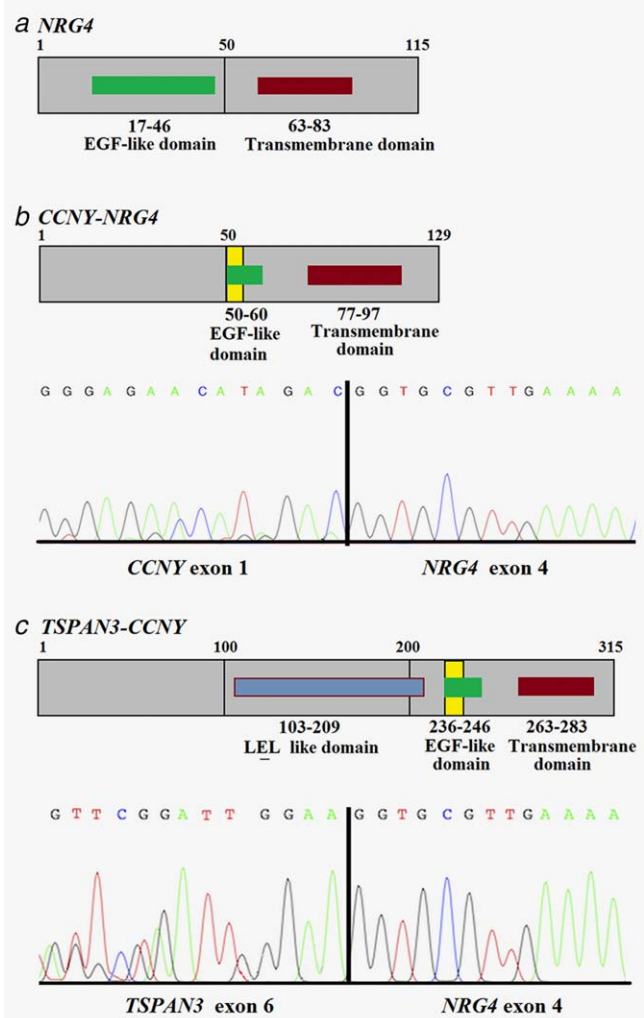 a NRG4
1 50 115
17-46 63-83
EGF-like domain Transmembrane domain
b CCNY-NRG4
1 50 129
50-60 77-97
EGF-like Transmembrane
domain domain
G G G A G A A C A T A G A C G G T G C G T T G A A A A
CCNY exon 1 NRG4 exon 4
c TSPAN3-CCNY
1 100 200 315
103-209 236-246 263-283
LEL like domain EGF-like Transmembrane
domain domain
G T T C G G A T T G G A A G G T G C G T T G A A A A
TSPAN3 exon 6 NRG4 exon 4